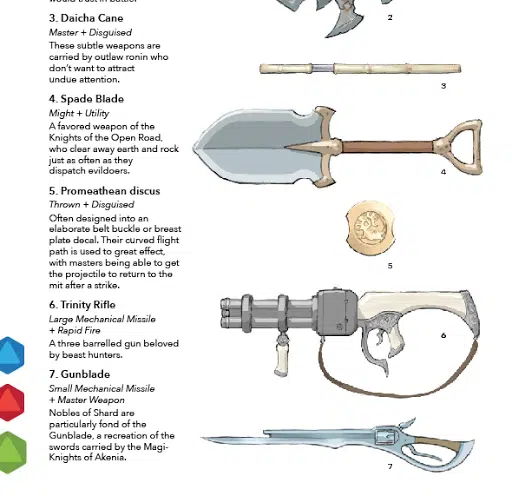 would trust in battle.
3. Daicha Cane
Master + Disguised
These subtle weapons are
carried by outlaw ronin who
don't want to attract
undue attention.
4. Spade Blade
Might + Utility
A favored weapon of the
Knights of the Open Road,
who clear away earth and rock
just as often as they
dispatch evildoers.
5. Promeathean discus
Thrown + Disguised
Often designed into an
elaborate belt buckle or breast
plate decal. Their curved flight
path is used to great effect,
with masters being able to get
the projectile to return to the
mit after a strike.
6. Trinity Rifle
Large Mechanical Missile
+ Rapid Fire
A three barrelled gun beloved
by beast hunters.
7. Gunblade
Small Mechanical Missile
+ Master Weapon
Nobles of Shard are
particularly fond of the
Gunblade, a recreation of the
swords carried by the Magi-
Knights of Akenia.
2
3
4
5
6
7